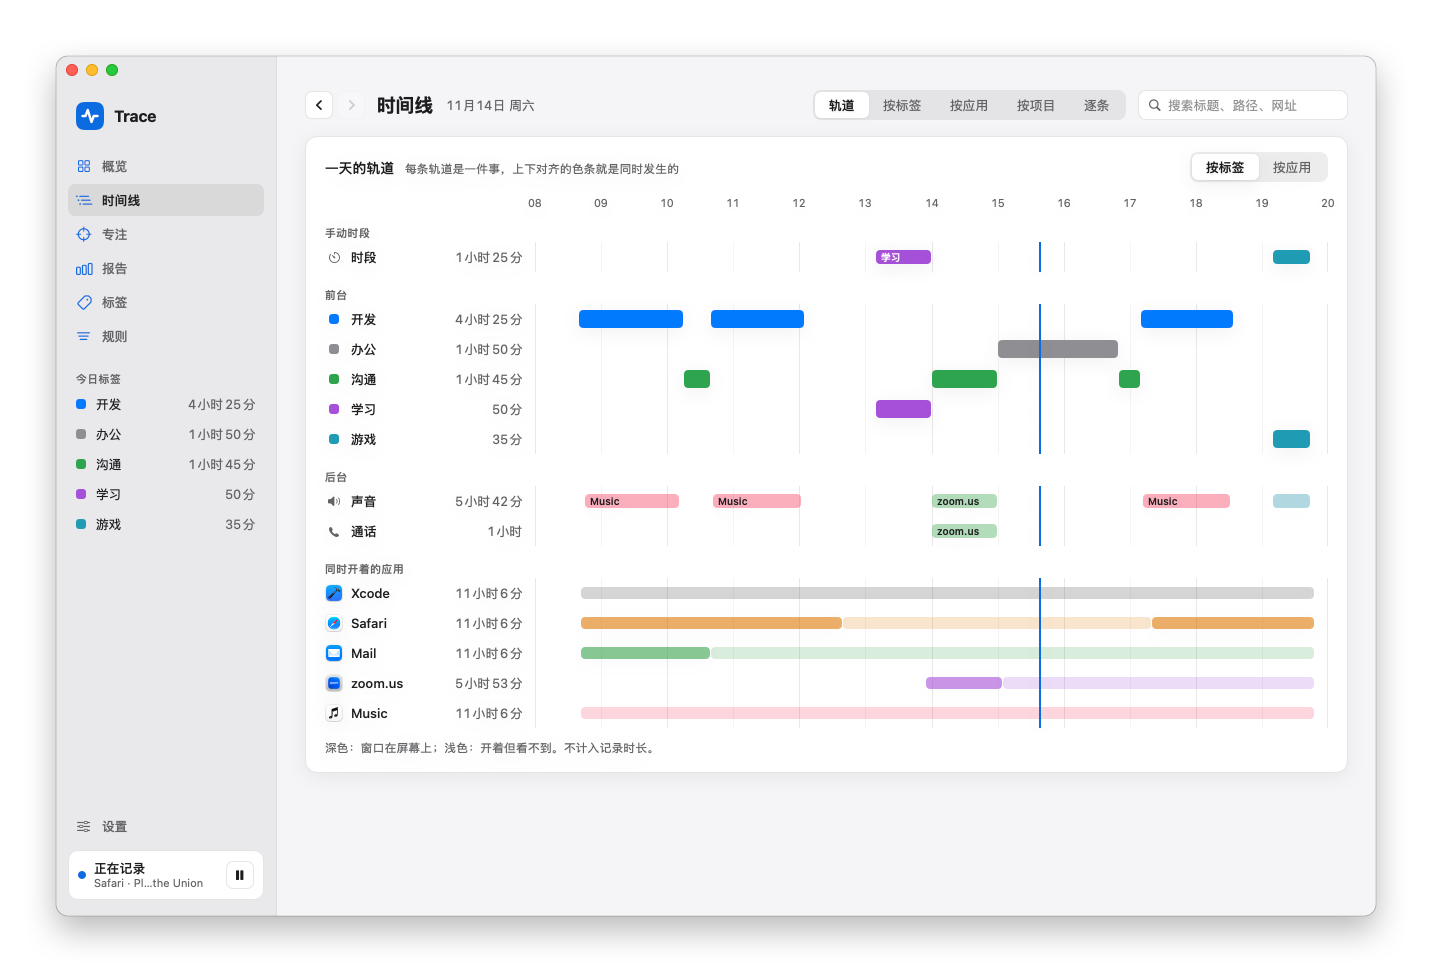 Trace
概览
时间线
专注
报告
标签
规则
今日标签
开发 4小时25分
办公 1小时50分
沟通 1小时45分
学习 50分
游戏 35分
设置
正在记录
Safari · Pl...the Union
时间线 11月14日 周六
轨道 按标签 按应用 按项目 逐条
搜索标题、路径、网址
一天的轨道 每条轨道是一件事，上下对齐的色条就是同时发生的
按标签 按应用
08 09 10 11 12 13 14 15 16 17 18 19 20
手动时段
时段 1小时25分 学习
前台
开发 4小时25分
办公 1小时50分
沟通 1小时45分
学习 50分
游戏 35分
后台
声音 5小时42分 Music Music zoom.us Music
通话 1小时 zoom.us
同时开着的应用
Xcode 11小时6分
Safari 11小时6分
Mail 11小时6分
zoom.us 5小时53分
Music 11小时6分
深色：窗口在屏幕上；浅色：开着但看不到。不计入记录时长。